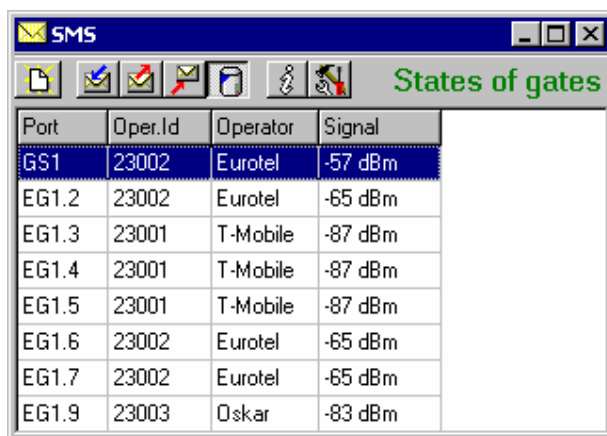 SMS
States of gates
Port Oper.Id Operator Signal
GS1 23002 Eurotel -57 dBm
EG1.2 23002 Eurotel -65 dBm
EG1.3 23001 T-Mobile -87 dBm
EG1.4 23001 T-Mobile -87 dBm
EG1.5 23001 T-Mobile -87 dBm
EG1.6 23002 Eurotel -65 dBm
EG1.7 23002 Eurotel -65 dBm
EG1.9 23003 Oskar -83 dBm